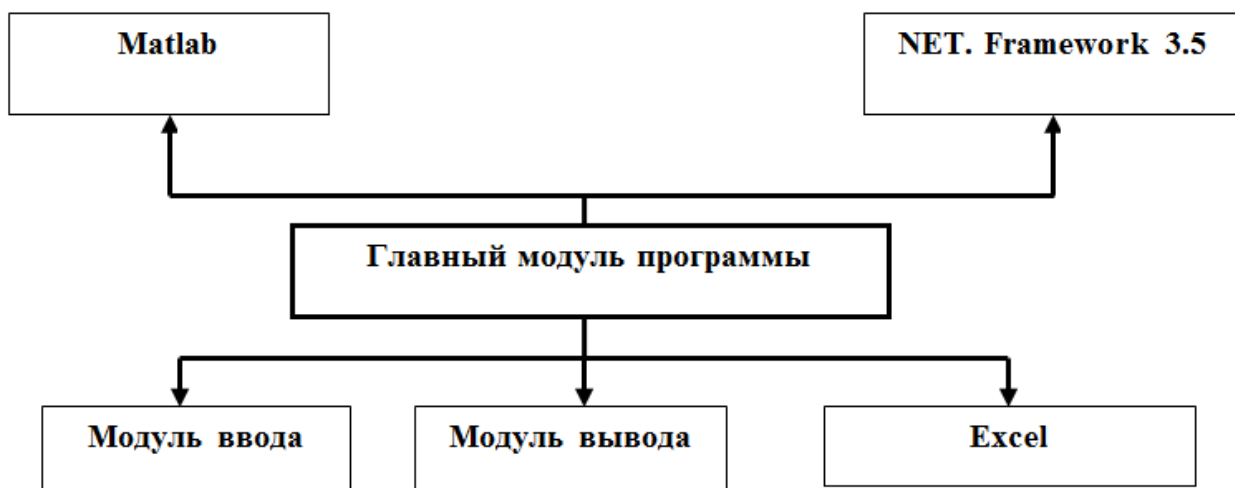 Matlab
NET. Framework 3.5
Главный модуль программы
Модуль ввода
Модуль вывода
Excel